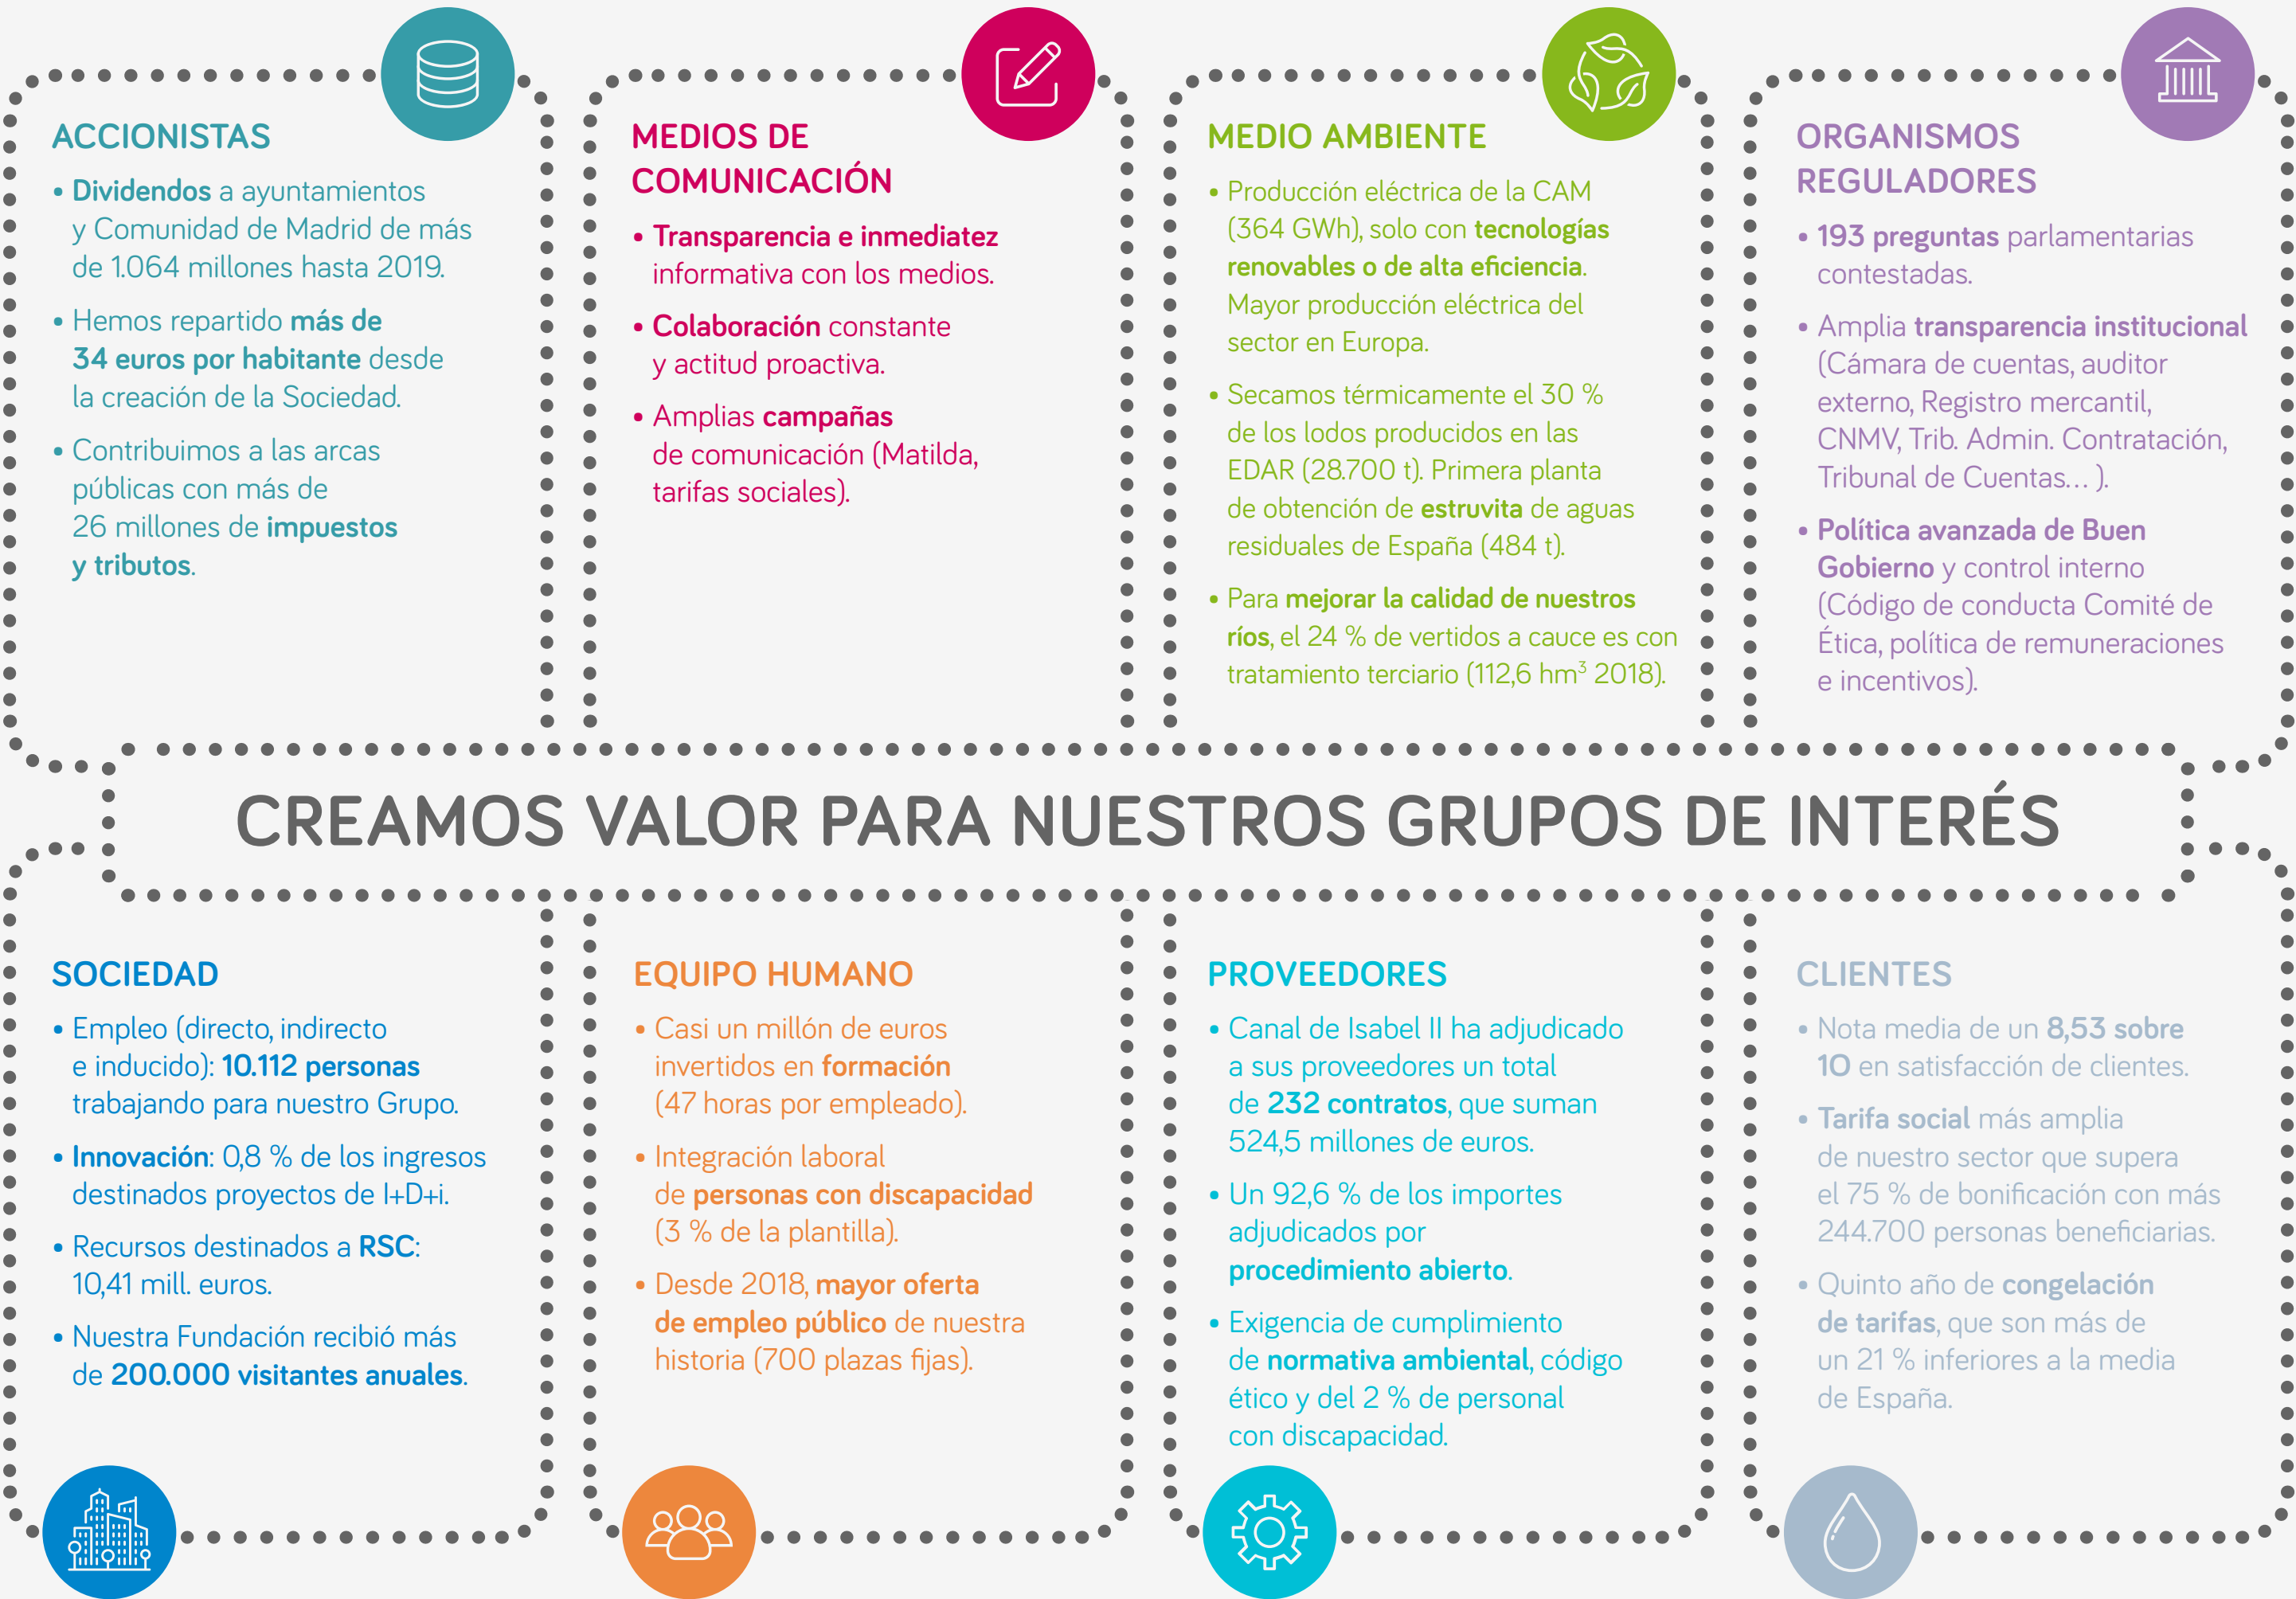 ACCIONISTAS
• Dividendos a ayuntamientos
y Comunidad de Madrid de más
de 1.064 millones hasta 2019.
• Hemos repartido más de
34 euros por habitante desde
la creación de la Sociedad.
• Contribuimos a las arcas
públicas con más de
26 millones de impuestos
y tributos.
MEDIOS DE
COMUNICACIÓN
• Transparencia e inmediatez
informativa con los medios.
• Colaboración constante
y actitud proactiva.
• Amplias campañas
de comunicación (Matilda,
tarifas sociales).
MEDIO AMBIENTE
• Producción eléctrica de la CAM
(364 GWh), solo con tecnologías
renovables o de alta eficiencia.
Mayor producción eléctrica del
sector en Europa.
• Secamos térmicamente el 30 %
de los lodos producidos en las
EDAR (28.700 t). Primera planta
de obtención de estruvita de aguas
residuales de España (484 t).
• Para mejorar la calidad de nuestros
ríos, el 24 % de vertidos a cauce es con
tratamiento terciario (112,6 hm³ 2018).
ORGANISMOS
REGULADORES
• 193 preguntas parlamentarias
contestadas.
• Amplia transparencia institucional
(Cámara de cuentas, auditor
externo, Registro mercantil,
CNMV, Trib. Admin. Contratación,
Tribunal de Cuentas... ).
• Política avanzada de Buen
Gobierno y control interno
(Código de conducta Comité de
Ética, política de remuneraciones
e incentivos).
CREAMOS VALOR PARA NUESTROS GRUPOS DE INTERÉS
SOCIEDAD
• Empleo (directo, indirecto
e inducido): 10.112 personas
trabajando para nuestro Grupo.
• Innovación: 0,8 % de los ingresos
destinados proyectos de I+D+i.
• Recursos destinados a RSC:
10,41 mill. euros.
• Nuestra Fundación recibió más
de 200.000 visitantes anuales.
EQUIPO HUMANO
• Casi un millón de euros
invertidos en formación
(47 horas por empleado).
• Integración laboral
de personas con discapacidad
(3 % de la plantilla).
• Desde 2018, mayor oferta
de empleo público de nuestra
historia (700 plazas fijas).
PROVEEDORES
• Canal de Isabel II ha adjudicado
a sus proveedores un total
de 232 contratos, que suman
524,5 millones de euros.
• Un 92,6 % de los importes
adjudicados por
procedimiento abierto.
• Exigencia de cumplimiento
de normativa ambiental, código
ético y del 2 % de personal
con discapacidad.
CLIENTES
• Nota media de un 8,53 sobre
10 en satisfacción de clientes.
• Tarifa social más amplia
de nuestro sector que supera
el 75 % de bonificación con más
244.700 personas beneficiarias.
• Quinto año de congelación
de tarifas, que son más de
un 21 % inferiores a la media
de España.